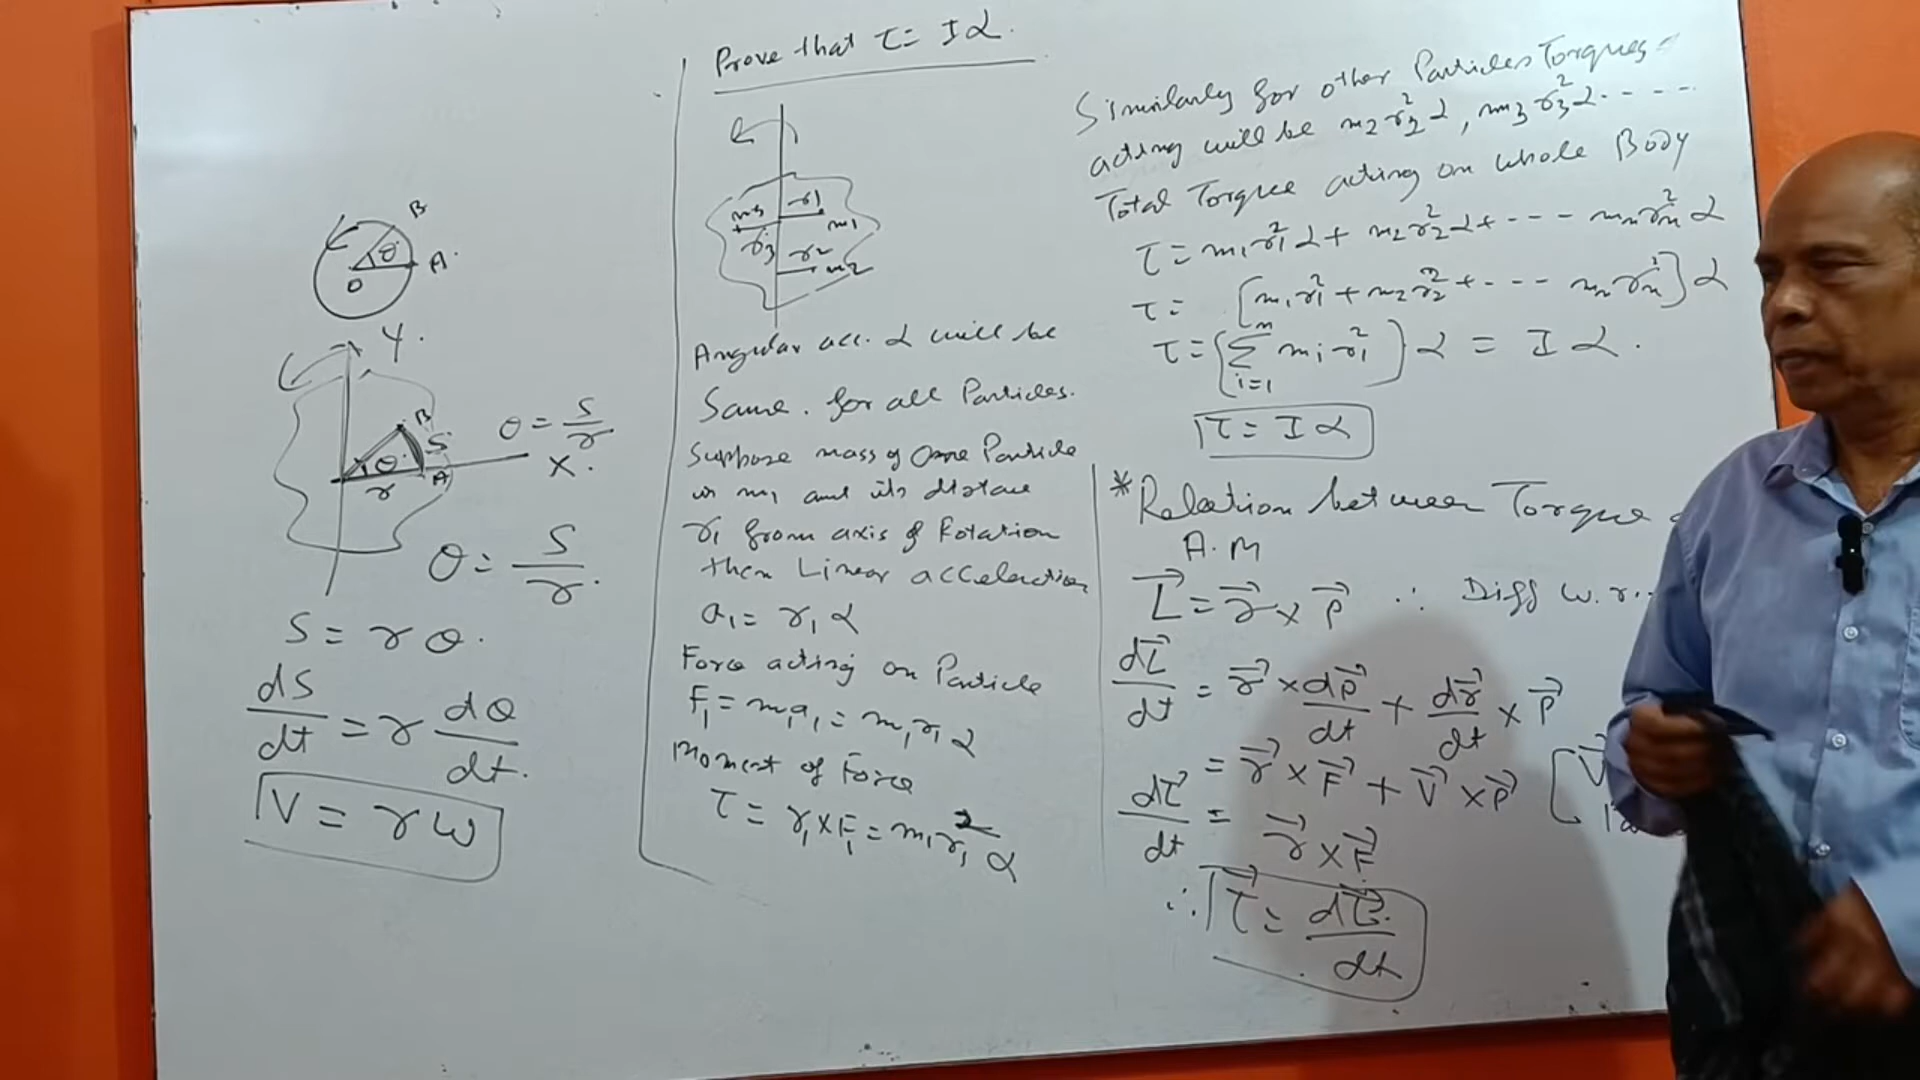 B
θ
A
O
Y
B
S
θ
A
r
X
θ = S/r
θ = S/r
S = rθ
dS/dt = r dθ/dt
V = rω
Prove that τ = Iα
r1
m1
m3
r3
r2
m2
Angular acc. α will be
Same. for all Particles.
Suppose mass of one Particle
is m1 and its distance
r1 from axis of Rotation
then Linear acceleration
a1 = r1α
Force acting on Particle
F1 = m1a1 = m1r1α
Moment of Force
τ = r1 × F1 = m1r1²α
Similarly for other Particles Torques
acting will be m2r2²α, m3r3²α - - - -
Total Torque acting on whole Body
τ = m1r1²α + m2r2²α + - - - mnrn²α
τ = [m1r1² + m2r2² + - - - mnrn²]α
τ = (Σ i=1 n mi r1²)α = Iα.
τ = Iα
* Relation between Torque
A.M
L⃗ = r⃗ × P⃗ ∴ Diff w.r.
dL⃗/dt = r⃗ × dP⃗/dt + dr⃗/dt × P⃗
= r⃗ × F⃗ + V⃗ × P⃗ [V⃗
dL⃗/dt = r⃗ × F⃗
∴ τ⃗ = dL⃗/dt